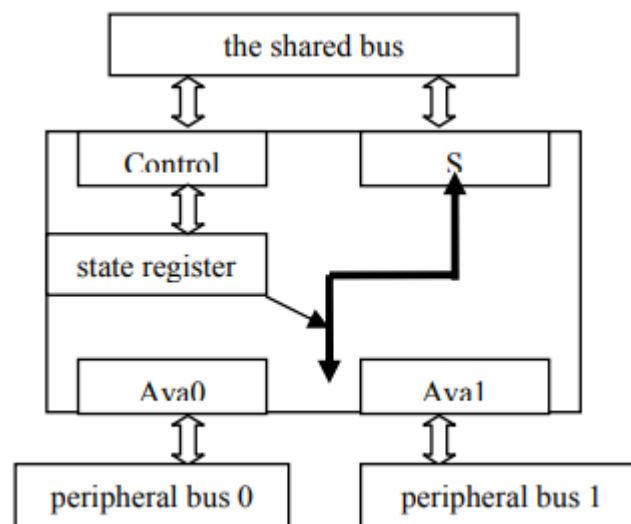 the shared bus
Control
S
state register
Ava0
Ava1
peripheral bus 0
peripheral bus 1